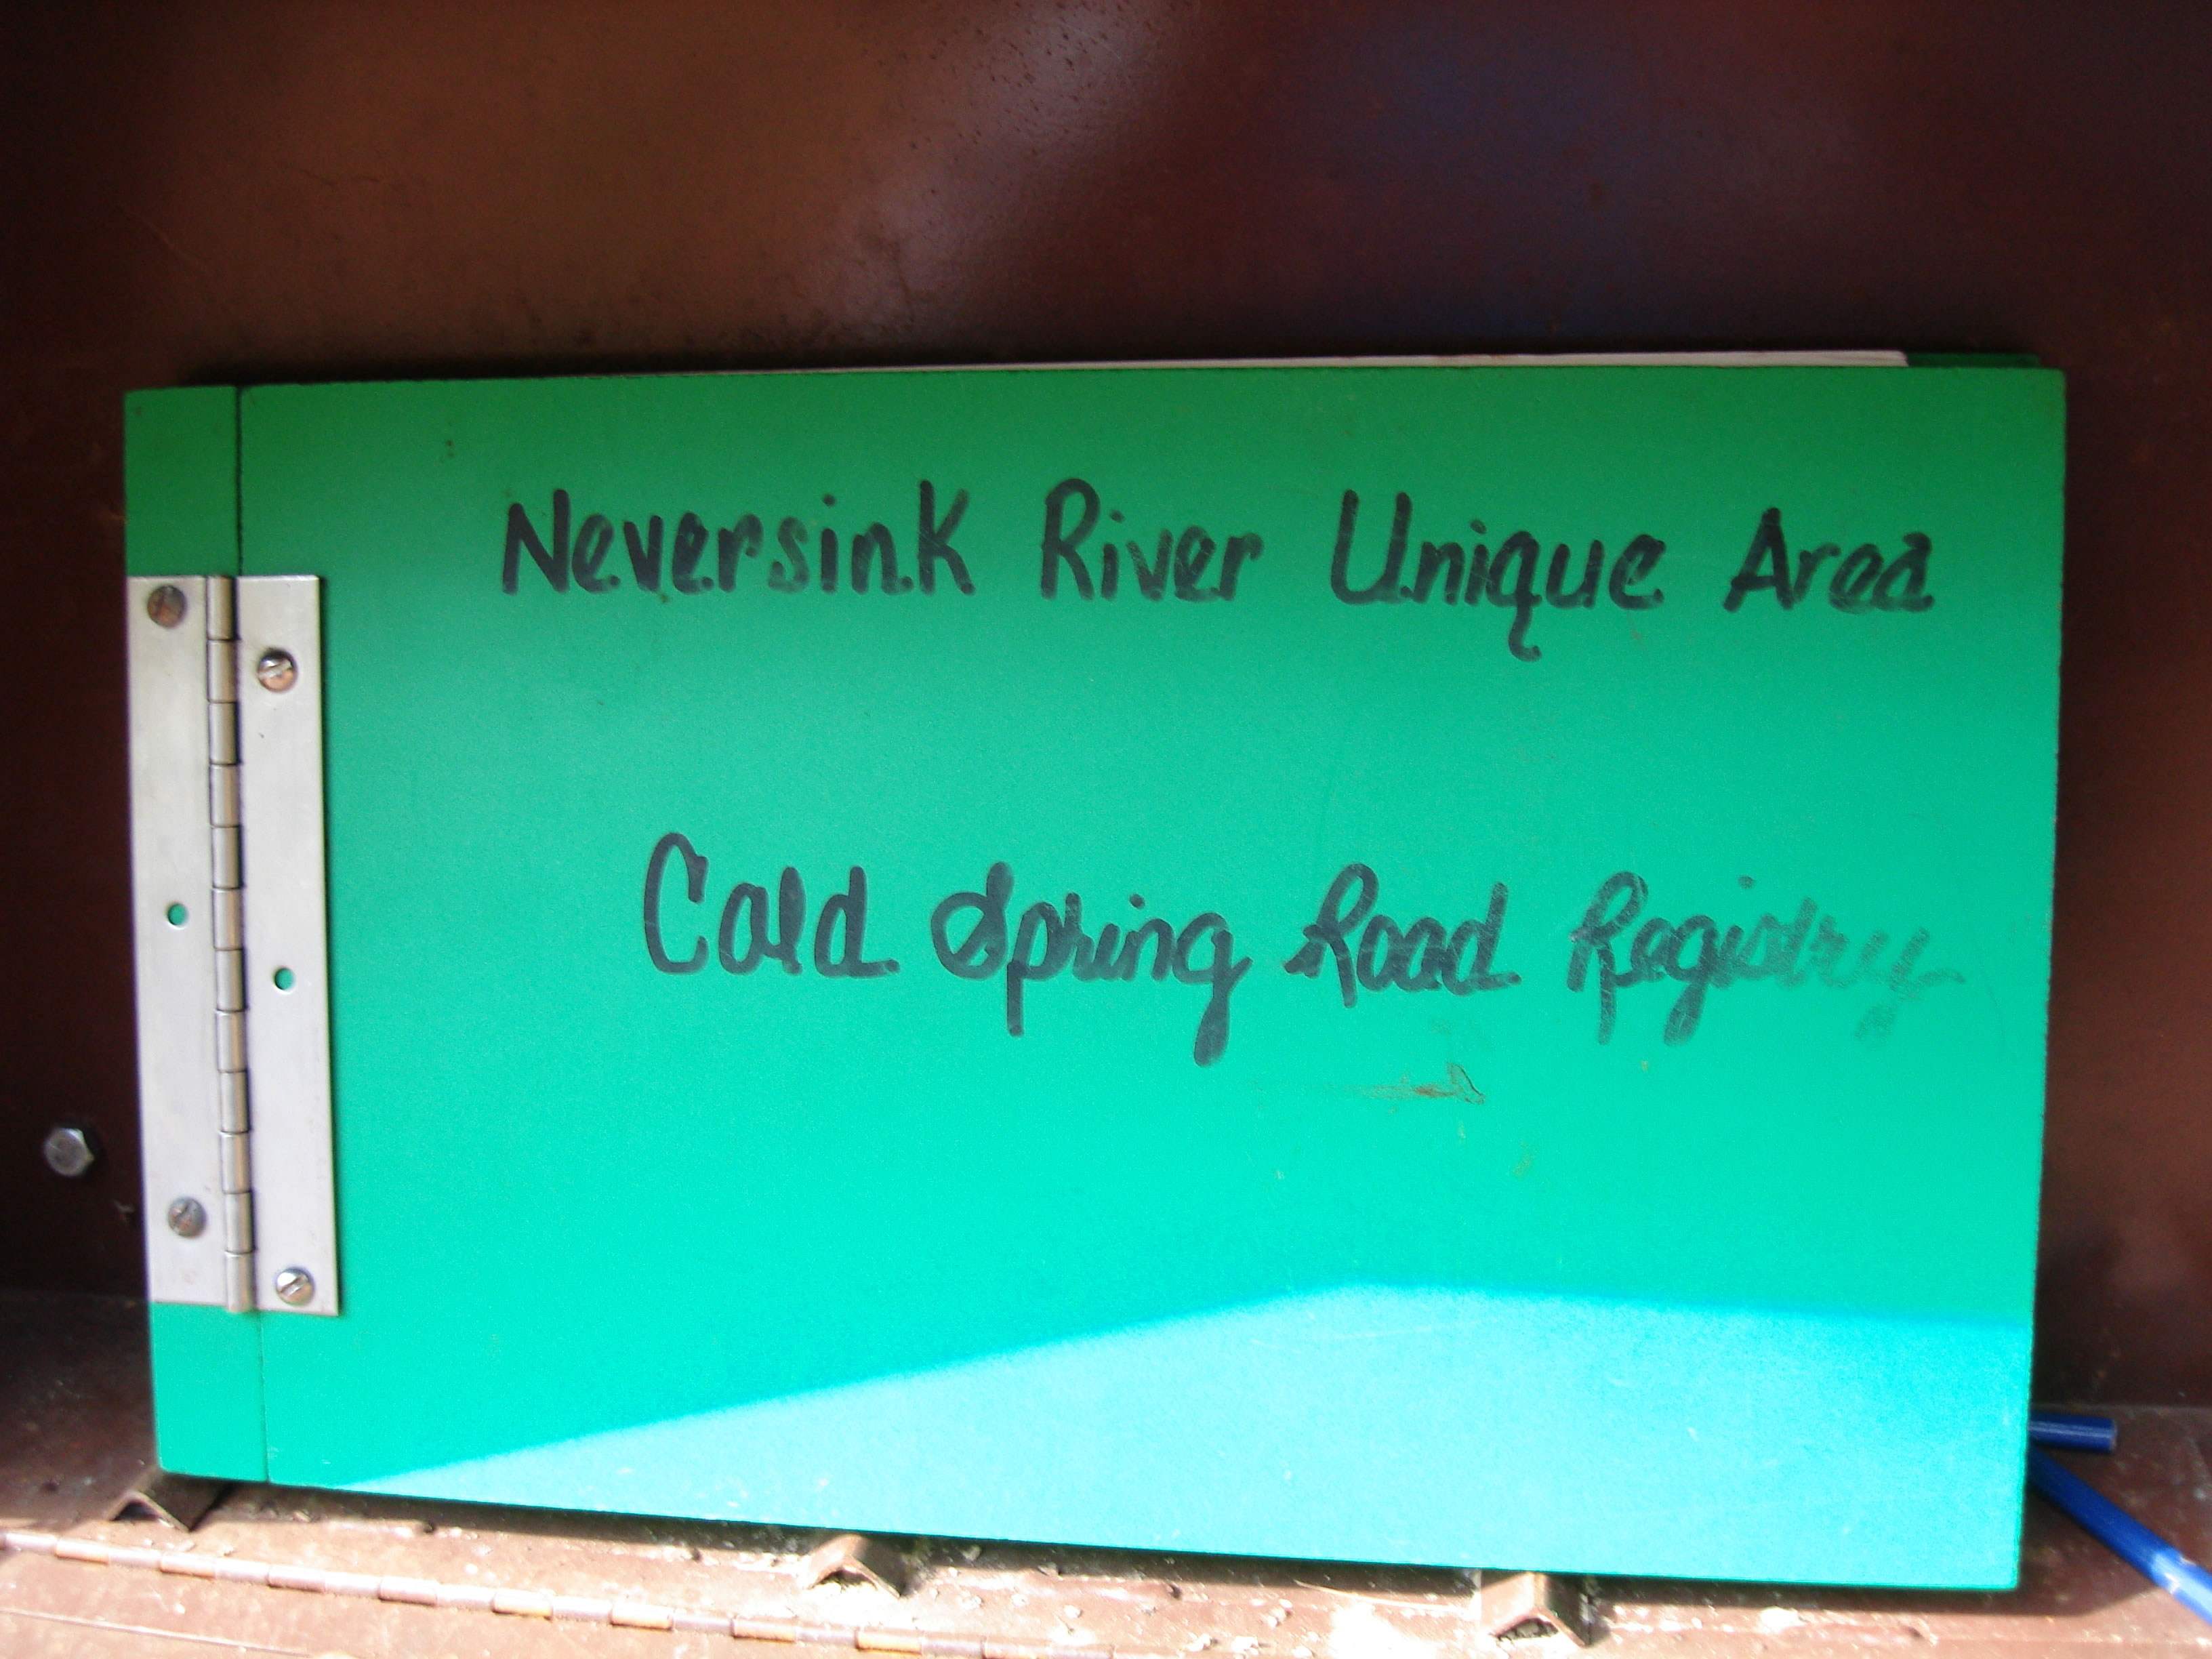 Neversink River Unique Area
Cold Spring Road Registry